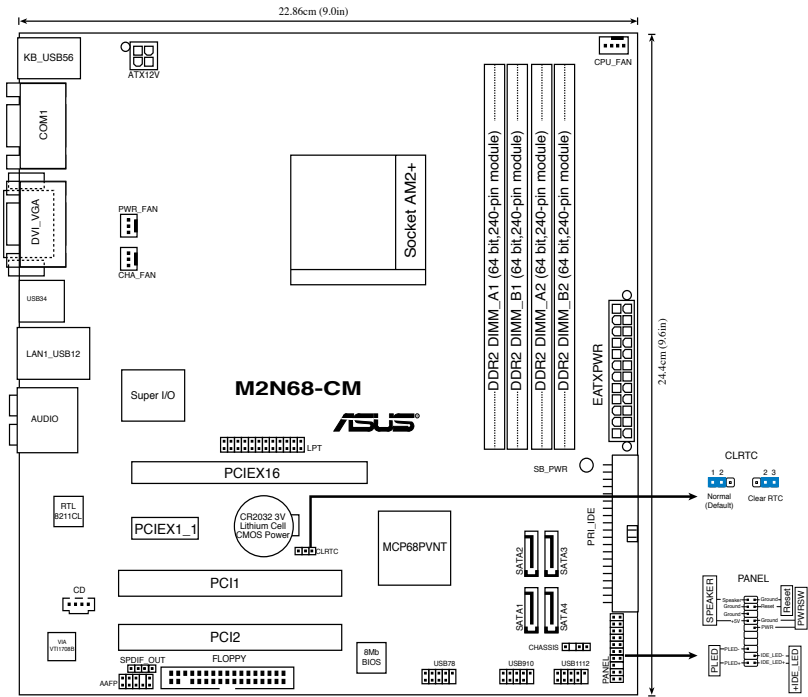 22.86cm (9.0in)
KB_USB56
ATX12V
CPU_FAN
COM1
DVI_VGA
PWR_FAN
CHA_FAN
Socket AM2+
DDR2 DIMM_A1 (64 bit,240-pin module)
DDR2 DIMM_B1 (64 bit,240-pin module)
DDR2 DIMM_A2 (64 bit,240-pin module)
DDR2 DIMM_B2 (64 bit,240-pin module)
24.4cm (9.6in)
USB34
EATXPWR
LAN1_USB12
Super I/O
M2N68-CM
ASUS
AUDIO
LPT
SB_PWR
PCIEX16
CLRTC
1 2
2 3
Normal
(Default)
Clear RTC
RTL
8211CL
PCIEX1_1
CR2032 3V
Lithium Cell
CMOS Power
CLRTC
MCP68PVNT
SATA2
SATA3
PRI_IDE
PCI1
CD
SATA1
SATA4
PANEL
SPEAKER
Speaker
Ground
Ground
+5V
Ground
Reset
Ground
PWR
Reset
PWRSW
PLED
PLED-
PLED+
IDE_LED-
IDE_LED+
+IDE_LED
VIA
VT1708B
PCI2
8Mb
BIOS
CHASSIS
SPDIF_OUT
FLOPPY
AAFP
USB78
USB910
USB1112
PANEL